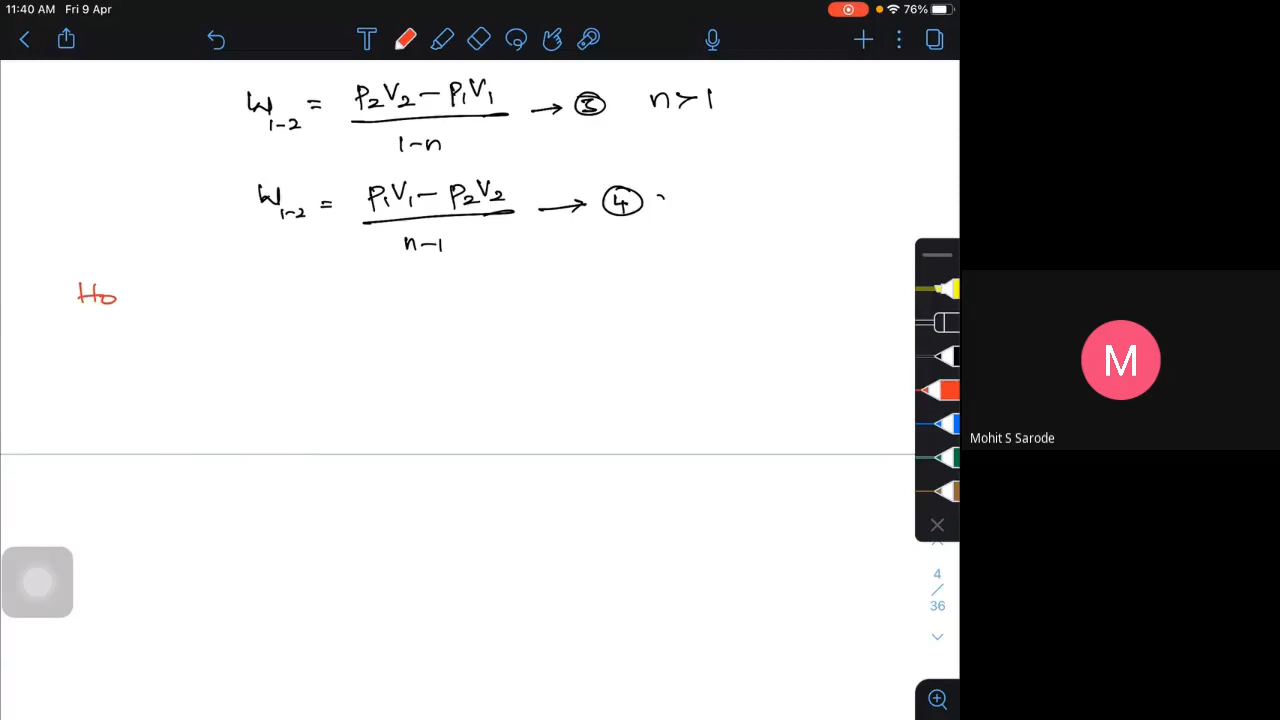 11:40 AM Fri 9 Apr
76%
W1-2 = P2V2 - P1V1 / 1-n → ③ n > 1
W1-2 = P1V1 - P2V2 / n-1 → ④
Ho
Mohit S Sarode
M
T
4
/
36